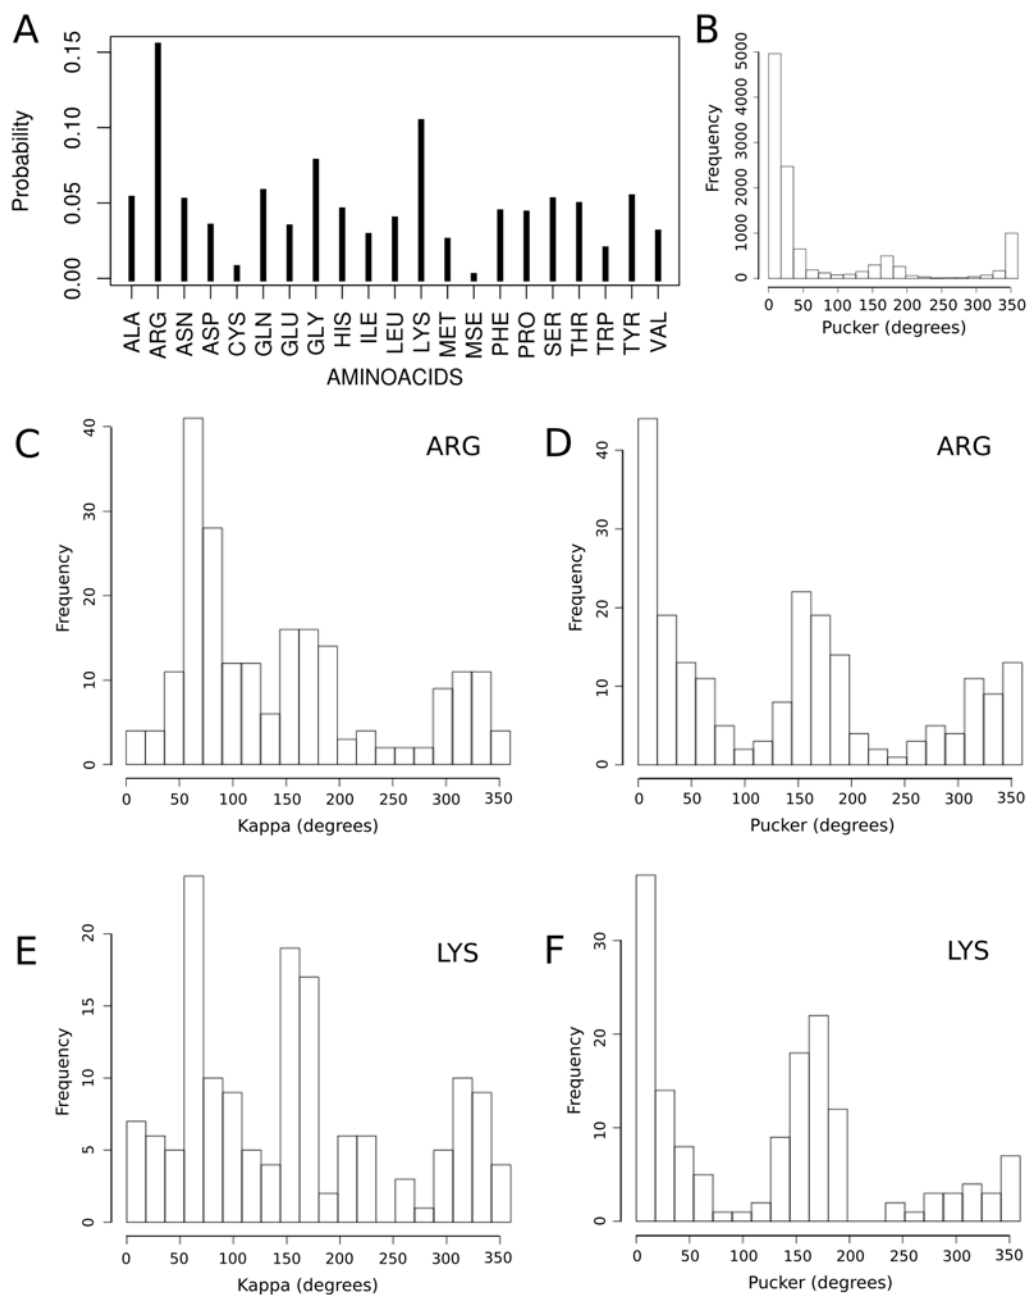 A
Probability
0.15
0.10
0.05
0.00
ALA ARG ASN ASP CYS GLN GLU GLY HIS ILE LEU LYS MET MSE PHE PRO SER THR TRP TYR VAL
AMINOACIDS
B
Frequency
5000
4000
3000
2000
1000
0
0 50 100 150 200 250 300 350
Pucker (degrees)
C
ARG
Frequency
40
30
20
10
0
0 50 100 150 200 250 300 350
Kappa (degrees)
D
ARG
Frequency
40
30
20
10
0
0 50 100 150 200 250 300 350
Pucker (degrees)
E
LYS
Frequency
20
15
10
5
0
0 50 100 150 200 250 300 350
Kappa (degrees)
F
LYS
Frequency
30
20
10
0
0 50 100 150 200 250 300 350
Pucker (degrees)